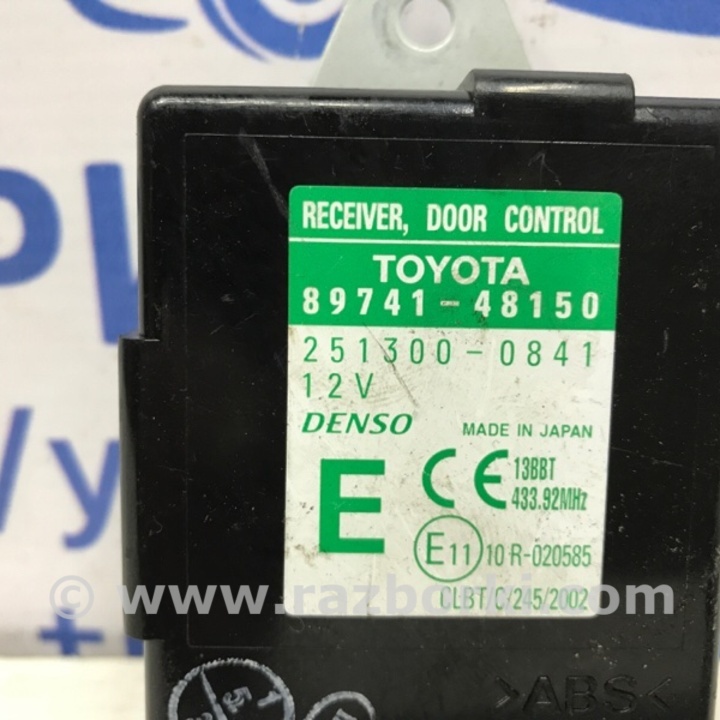 RECEIVER, DOOR CONTROL
TOYOTA
89741-48150
251300-0841
12V
DENSO MADE IN JAPAN
E CE 13BBT
433.92MHz
E11 10 R-020585
CLBT/C/245/2002
© www.razborki.com
>ABS<